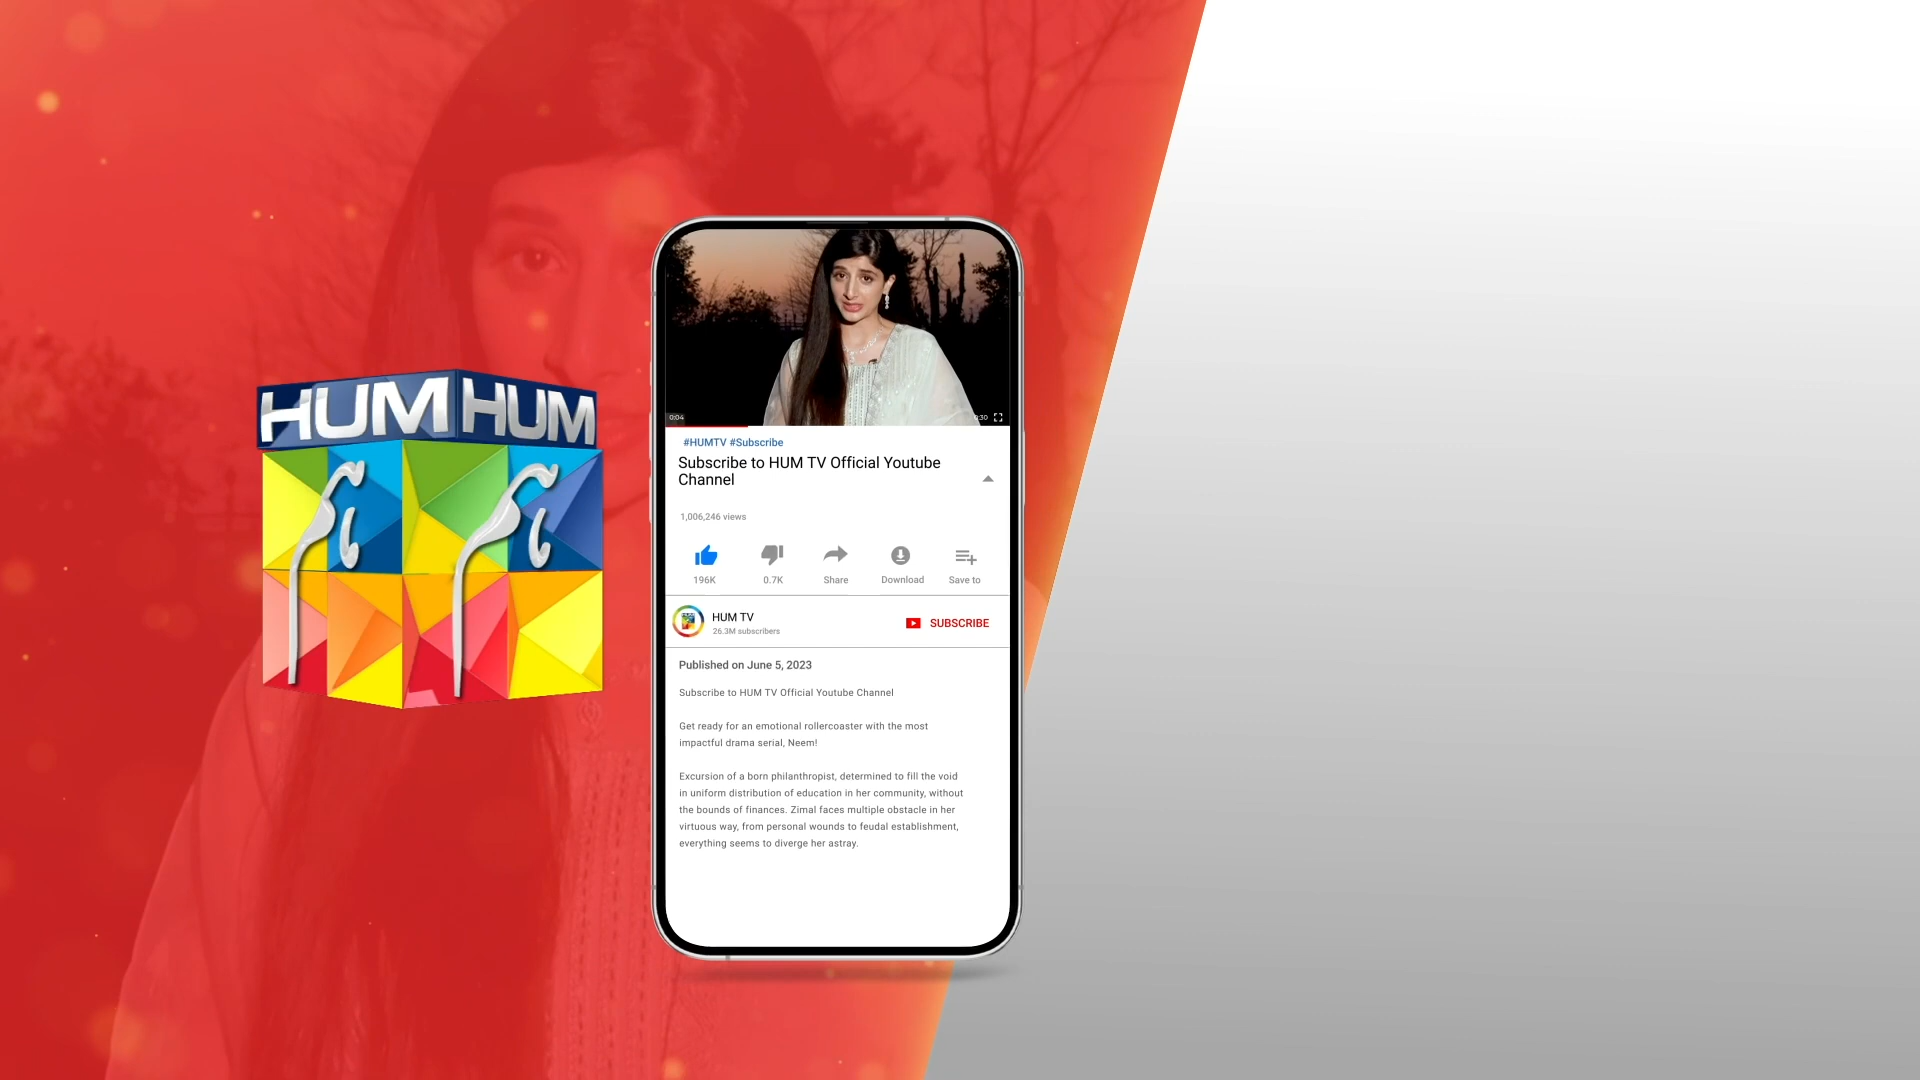 HUM HUM
ہم ہم
0:04
0:30
#HUMTV #Subscribe
Subscribe to HUM TV Official Youtube
Channel
1,006,246 views
196K
0.7K
Share
Download
Save to
HUM TV
26.3M subscribers
SUBSCRIBE
Published on June 5, 2023
Subscribe to HUM TV Official Youtube Channel
Get ready for an emotional rollercoaster with the most
impactful drama serial, Neem!
Excursion of a born philanthropist, determined to fill the void
in uniform distribution of education in her community, without
the bounds of finances. Zimal faces multiple obstacle in her
virtuous way, from personal wounds to feudal establishment,
everything seems to diverge her astray.